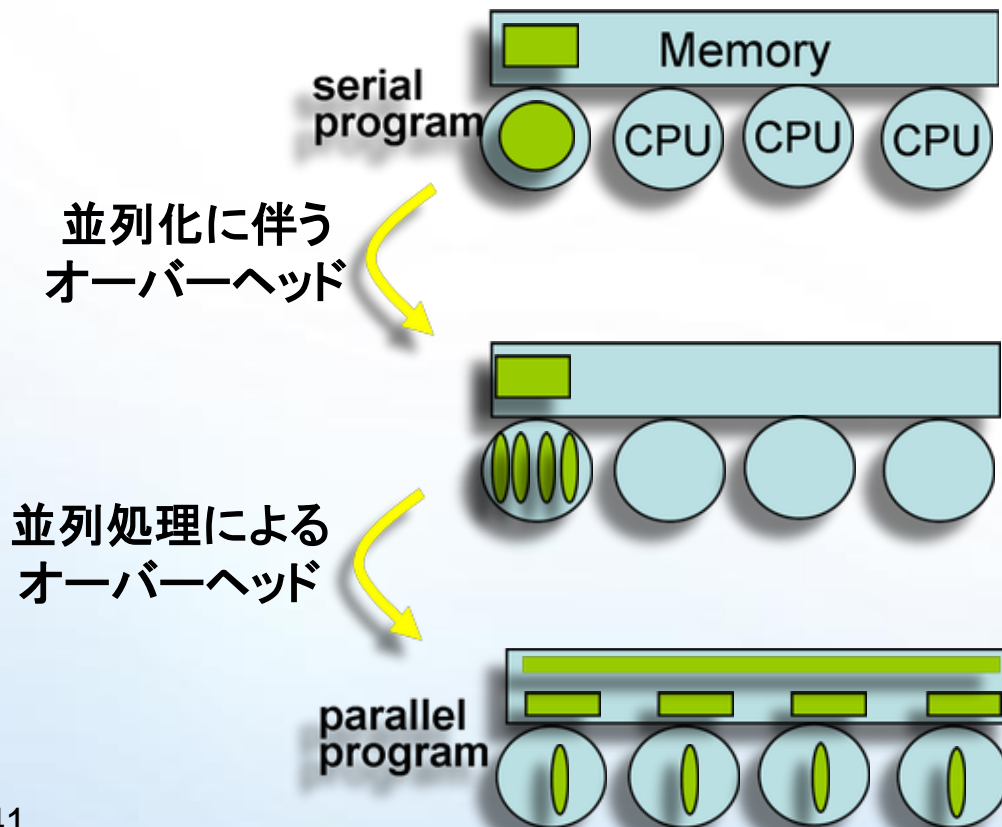 Memory
serial
program
CPU
CPU
CPU
並列化に伴う
オーバーヘッド
並列処理による
オーバーヘッド
parallel
program